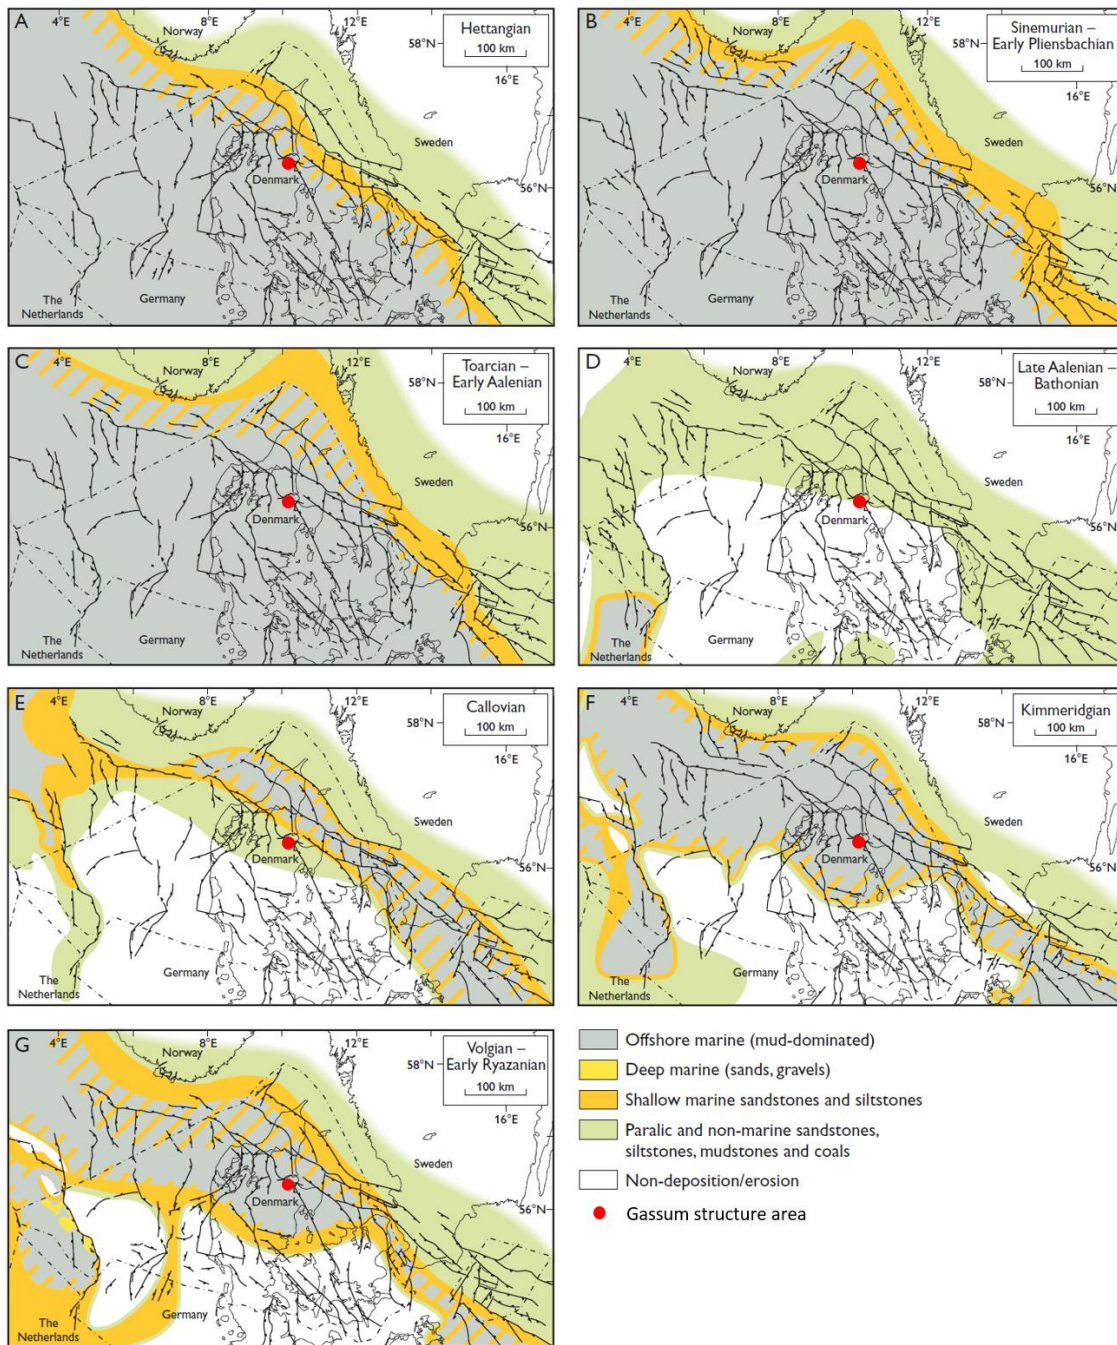 A
4°E
Norway
8°E
12°E
58°N
Hettangian
100 km
16°E
Sweden
56°N
Denmark
The
Netherlands
Germany
B
4°E
Norway
8°E
12°E
58°N
Sinemurian –
Early Pliensbachian
100 km
16°E
Sweden
56°N
Denmark
The
Netherlands
Germany
C
4°E
Norway
8°E
12°E
58°N
Toarcian –
Early Aalenian
100 km
16°E
Sweden
56°N
Denmark
The
Netherlands
Germany
D
4°E
Norway
8°E
12°E
58°N
Late Aalenian –
Bathonian
100 km
16°E
Sweden
56°N
Denmark
The
Netherlands
Germany
E
4°E
Norway
8°E
12°E
58°N
Callovian
100 km
16°E
Sweden
56°N
Denmark
The
Netherlands
Germany
F
4°E
Norway
8°E
12°E
58°N
Kimmeridgian
100 km
16°E
Sweden
56°N
Denmark
The
Netherlands
Germany
G
4°E
Norway
8°E
12°E
58°N
Volgian –
Early Ryazanian
100 km
16°E
Sweden
56°N
Denmark
The
Netherlands
Germany
Offshore marine (mud-dominated)
Deep marine (sands, gravels)
Shallow marine sandstones and siltstones
Paralic and non-marine sandstones,
siltstones, mudstones and coals
Non-deposition/erosion
Gassum structure area